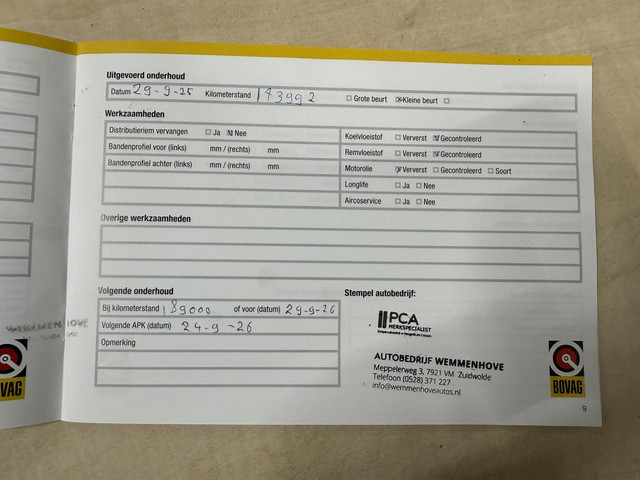 Uitgevoerd onderhoud
Datum 29-9-25 Kilometerstand 173992 Grote beurt Kleine beurt
Werkzaamheden
Distributieriem vervangen Ja Nee Koelvloeistof Ververst Gecontroleerd
Bandenprofiel voor (links) mm / (rechts) mm Remvloeistof Ververst Gecontroleerd
Bandenprofiel achter (links) mm / (rechts) mm Motorolie Ververst Gecontroleerd Soort
Longlife Ja Nee
Aircoservice Ja Nee
Overige werkzaamheden
Volgende onderhoud
Bij kilometerstand 189000 of voor (datum) 29-9-26
Volgende APK (datum) 24-9-26
Opmerking
Stempel autobedrijf:
PCA
MERKSPECIALIST
AUTOBEDRIJF WEMMENHOVE
Meppelerweg 3, 7921 VM Zuidwolde
Telefoon (0528) 371 227
info@wemmenhoveautos.nl
BOVAG
9